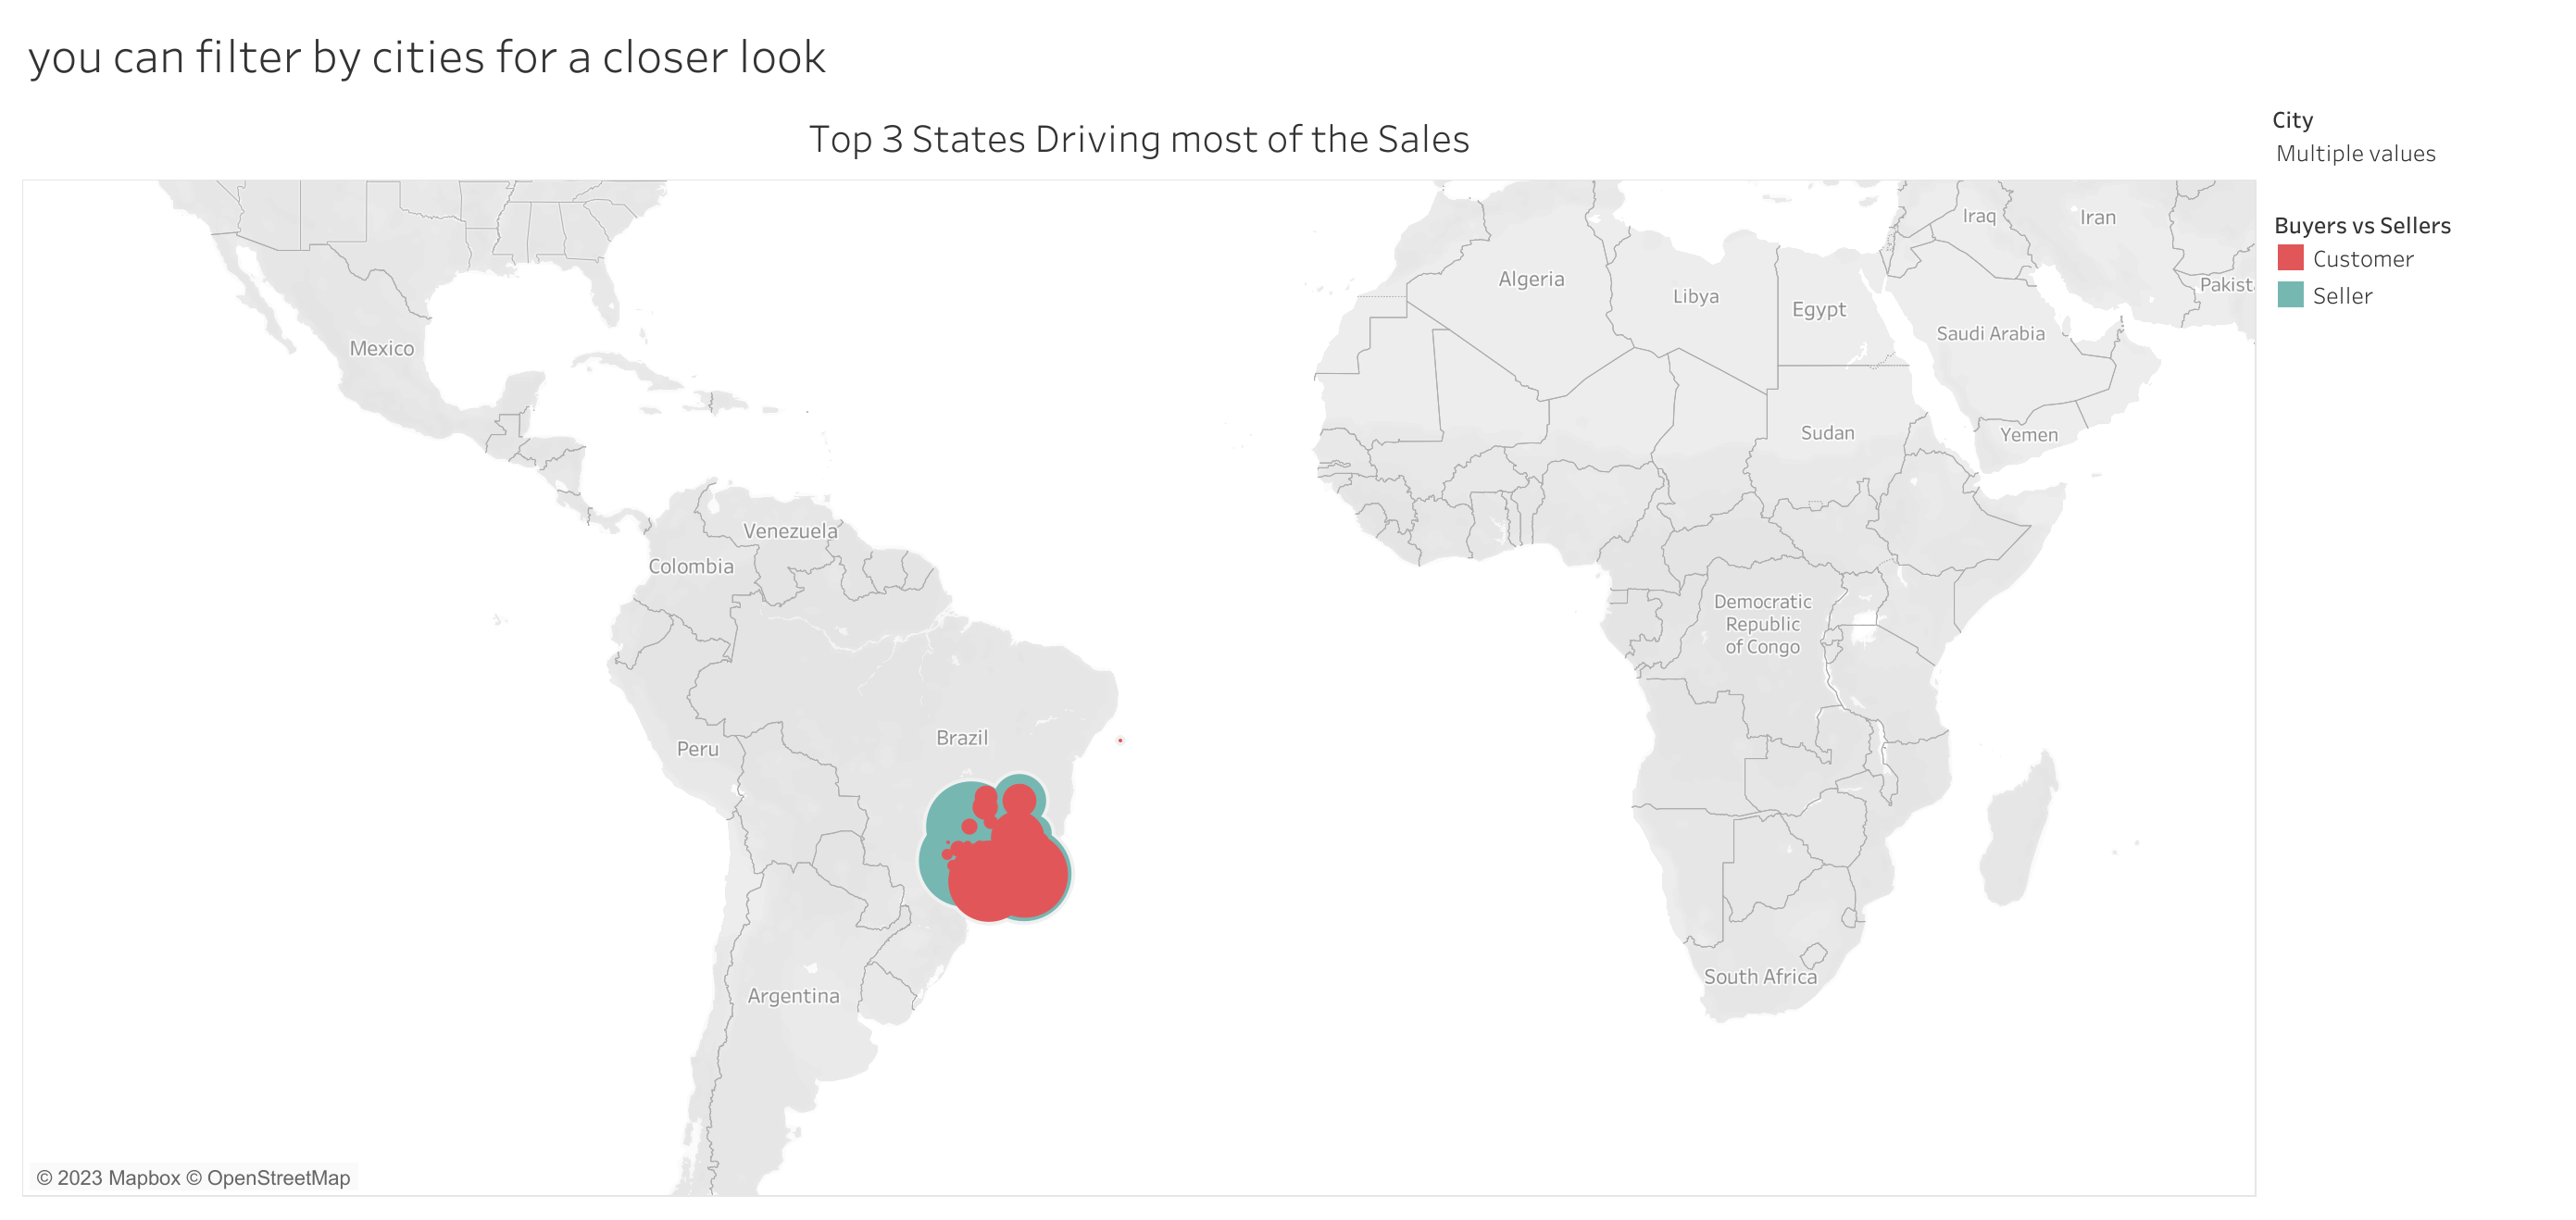 you can filter by cities for a closer look
Top 3 States Driving most of the Sales
City
Multiple values
Buyers vs Sellers
Customer
Seller
Iraq
Iran
Algeria
Libya
Egypt
Pakist
Saudi Arabia
Mexico
Sudan
Yemen
Venezuela
Colombia
Democratic
Republic
of Congo
Brazil
Peru
South Africa
Argentina
© 2023 Mapbox © OpenStreetMap